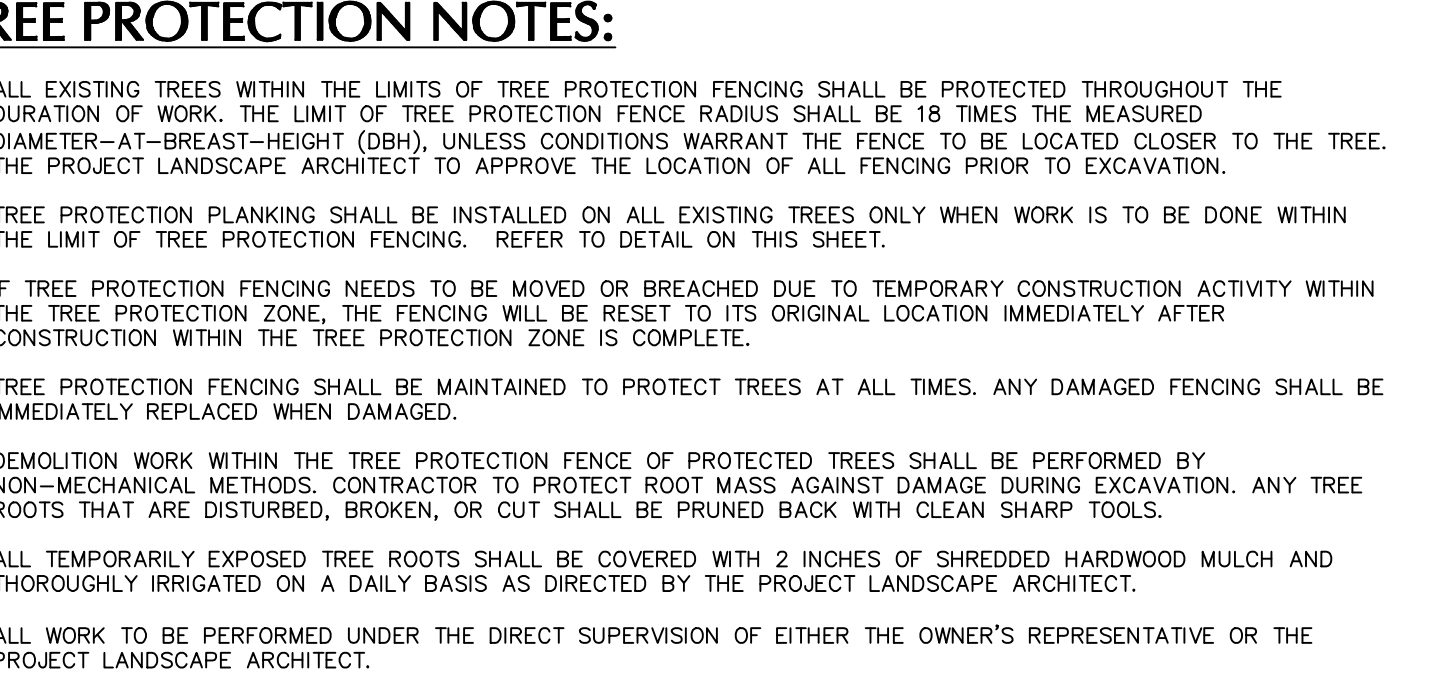 REE PROTECTION NOTES:
ALL EXISTING TREES WITHIN THE LIMITS OF TREE PROTECTION FENCING SHALL BE PROTECTED THROUGHOUT THE
DURATION OF WORK. THE LIMIT OF TREE PROTECTION FENCE RADIUS SHALL BE 18 TIMES THE MEASURED
DIAMETER-AT-BREAST-HEIGHT (DBH), UNLESS CONDITIONS WARRANT THE FENCE TO BE LOCATED CLOSER TO THE TREE.
THE PROJECT LANDSCAPE ARCHITECT TO APPROVE THE LOCATION OF ALL FENCING PRIOR TO EXCAVATION.
TREE PROTECTION PLANKING SHALL BE INSTALLED ON ALL EXISTING TREES ONLY WHEN WORK IS TO BE DONE WITHIN
THE LIMIT OF TREE PROTECTION FENCING. REFER TO DETAIL ON THIS SHEET.
IF TREE PROTECTION FENCING NEEDS TO BE MOVED OR BREACHED DUE TO TEMPORARY CONSTRUCTION ACTIVITY WITHIN
THE TREE PROTECTION ZONE, THE FENCING WILL BE RESET TO ITS ORIGINAL LOCATION IMMEDIATELY AFTER
CONSTRUCTION WITHIN THE TREE PROTECTION ZONE IS COMPLETE.
TREE PROTECTION FENCING SHALL BE MAINTAINED TO PROTECT TREES AT ALL TIMES. ANY DAMAGED FENCING SHALL BE
IMMEDIATELY REPLACED WHEN DAMAGED.
DEMOLITION WORK WITHIN THE TREE PROTECTION FENCE OF PROTECTED TREES SHALL BE PERFORMED BY
NON-MECHANICAL METHODS. CONTRACTOR TO PROTECT ROOT MASS AGAINST DAMAGE DURING EXCAVATION. ANY TREE
ROOTS THAT ARE DISTURBED, BROKEN, OR CUT SHALL BE PRUNED BACK WITH CLEAN SHARP TOOLS.
ALL TEMPORARILY EXPOSED TREE ROOTS SHALL BE COVERED WITH 2 INCHES OF SHREDDED HARDWOOD MULCH AND
THOROUGHLY IRRIGATED ON A DAILY BASIS AS DIRECTED BY THE PROJECT LANDSCAPE ARCHITECT.
ALL WORK TO BE PERFORMED UNDER THE DIRECT SUPERVISION OF EITHER THE OWNER'S REPRESENTATIVE OR THE
PROJECT LANDSCAPE ARCHITECT.